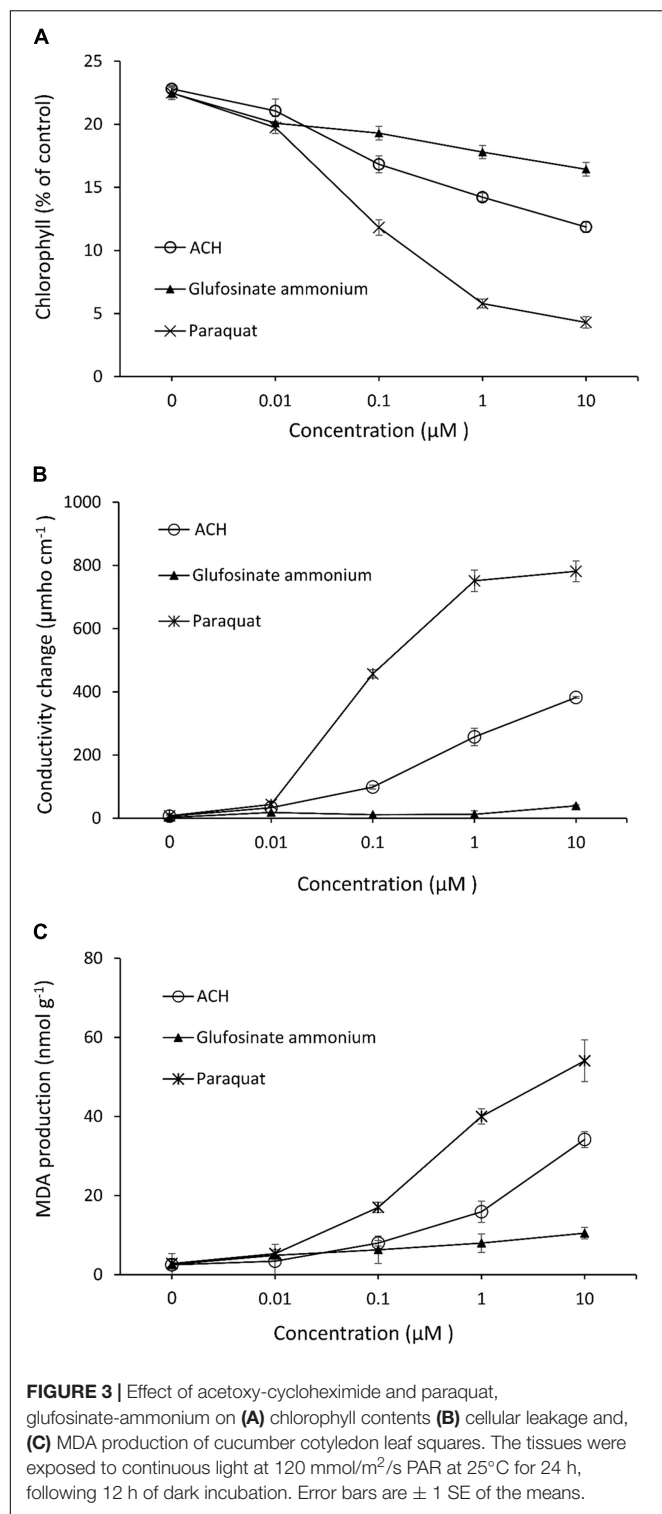 A
25
20
15
10
5
0
Chlorophyll (% of control)
ACH
Glufosinate ammonium
Paraquat
0 0.01 0.1 1 10
Concentration (µM )
B
1000
800
600
400
200
0
Conductivity change (µmho cm-1 )
ACH
Glufosinate ammonium
Paraquat
0 0.01 0.1 1 10
Concentration (µM )
C
80
60
40
20
0
MDA production (nmol g-1)
ACH
Glufosinate ammonium
Paraquat
0 0.01 0.1 1 10
Concentration (µM )
FIGURE 3 | Effect of acetoxy-cycloheximide and paraquat,
glufosinate-ammonium on (A) chlorophyll contents (B) cellular leakage and,
(C) MDA production of cucumber cotyledon leaf squares. The tissues were
exposed to continuous light at 120 mmol/m2/s PAR at 25°C for 24 h,
following 12 h of dark incubation. Error bars are ± 1 SE of the means.